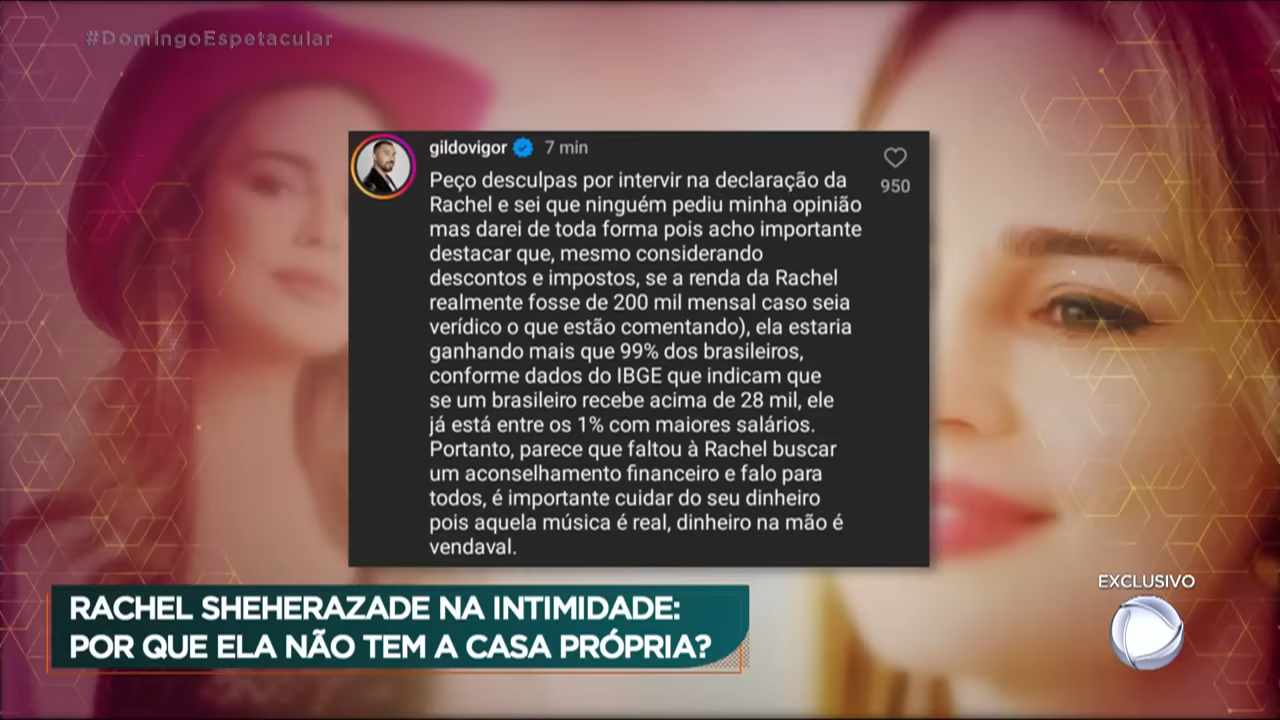 #DomingoEspetacular
gildovigor 7 min
950
Peço desculpas por intervir na declaração da
Rachel e sei que ninguém pediu minha opinião
mas darei de toda forma pois acho importante
destacar que, mesmo considerando
descontos e impostos, se a renda da Rachel
realmente fosse de 200 mil mensal caso seia
verídico o que estão comentando), ela estaria
ganhando mais que 99% dos brasileiros,
conforme dados do IBGE que indicam que
se um brasileiro recebe acima de 28 mil, ele
já está entre os 1% com maiores salários.
Portanto, parece que faltou à Rachel buscar
um aconselhamento financeiro e falo para
todos, é importante cuidar do seu dinheiro
pois aquela música é real, dinheiro na mão é
vendaval.
RACHEL SHEHERAZADE NA INTIMIDADE:
POR QUE ELA NÃO TEM A CASA PRÓPRIA?
EXCLUSIVO